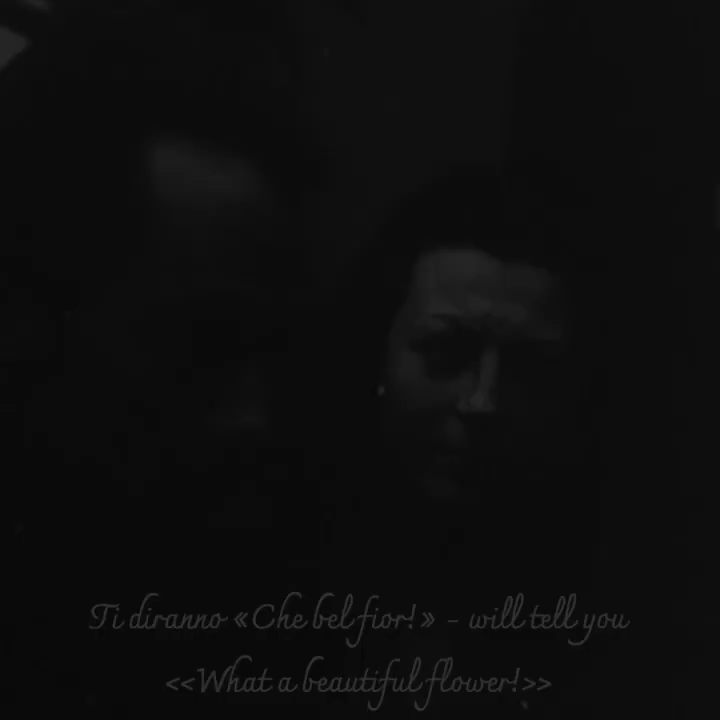 Ti diranno «Che bel fior!» - will tell you
<<What a beautiful flower!>>